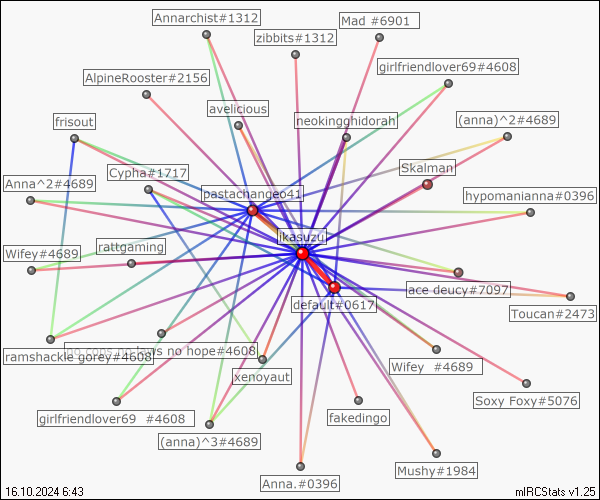 Annarchist#1312
Mad #6901
zibbits#1312
girlfriendlover69#4608
AlpineRooster#2156
avelicious
neokingghidorah
(anna)^2#4689
frisout
Cypha#1717
Skalman
Anna^2#4689
pastachange041
hypomanianna#0396
ikasuzu
Wifey#4689
rattgaming
ace_deucy#7097
default#0617
Toucan#2473
ramshackle gorey#4608
no cops no laws no hope#4608
xenoyaut
Wifey #4689
Soxy Foxy#5076
girlfriendlover69 #4608
fakedingo
(anna)^3#4689
Mushy#1984
Anna.#0396
16.10.2024 6:43
mIRCStats v1.25